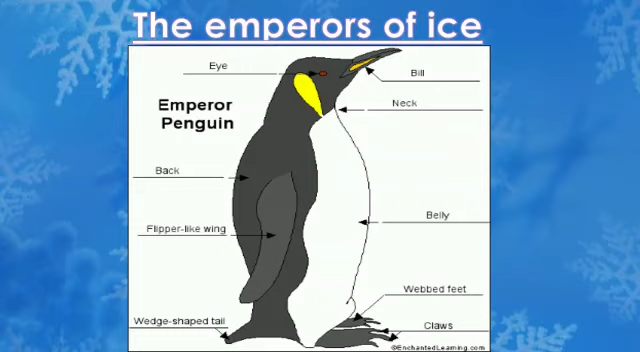 The emperors of ice
Eye
Bill
Neck
Emperor
Penguin
Back
Belly
Flipper-like wing
Webbed feet
Wedge-shaped tail
Claws
©EnchantedLearning.com